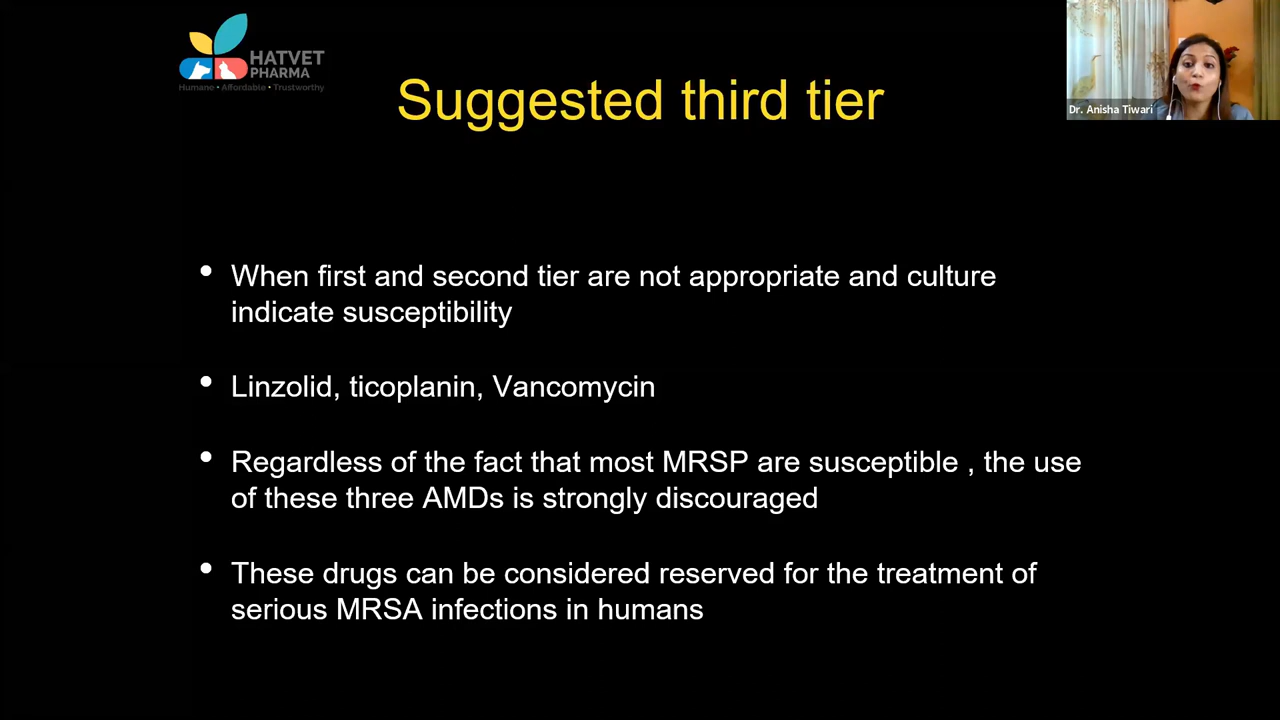 HATVET
PHARMA
Humane • Affordable • Trustworthy
Suggested third tier
Dr. Anisha Tiwari
• When first and second tier are not appropriate and culture
indicate susceptibility
• Linzolid, ticoplanin, Vancomycin
• Regardless of the fact that most MRSP are susceptible , the use
of these three AMDs is strongly discouraged
• These drugs can be considered reserved for the treatment of
serious MRSA infections in humans